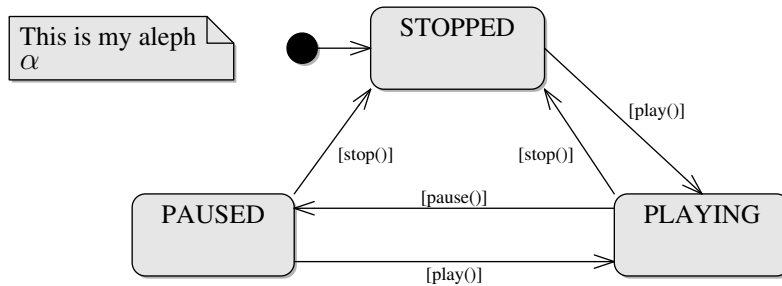 This is my aleph
α
STOPPED
[play()]
[stop()]
[stop()]
PAUSED
[pause()]
PLAYING
[play()]